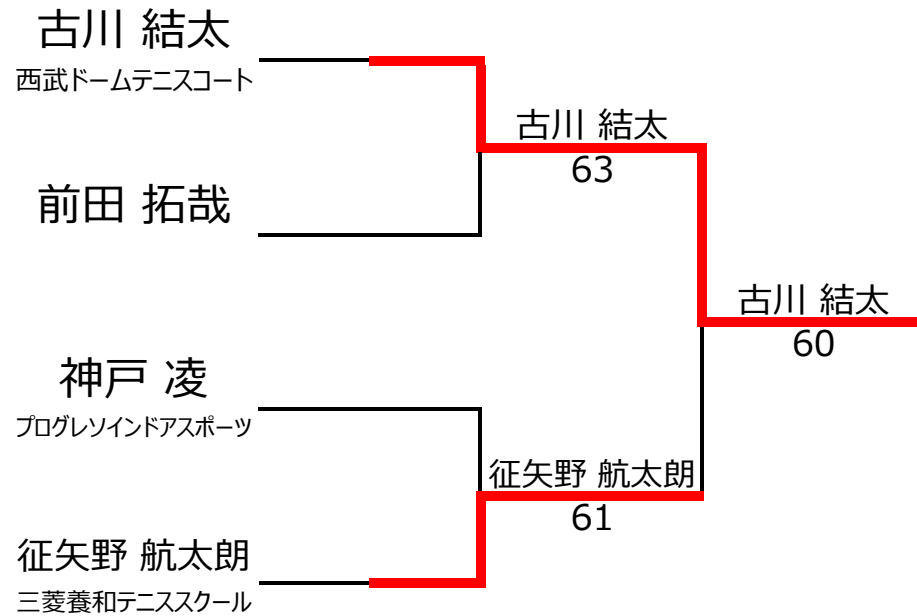 古川 結太
西武ドームテニスコート
古川 結太
63
前田 拓哉
古川 結太
60
神戸 凌
プログレソインドアスポーツ
征矢野 航太朗
61
征矢野 航太朗
三菱養和テニススクール